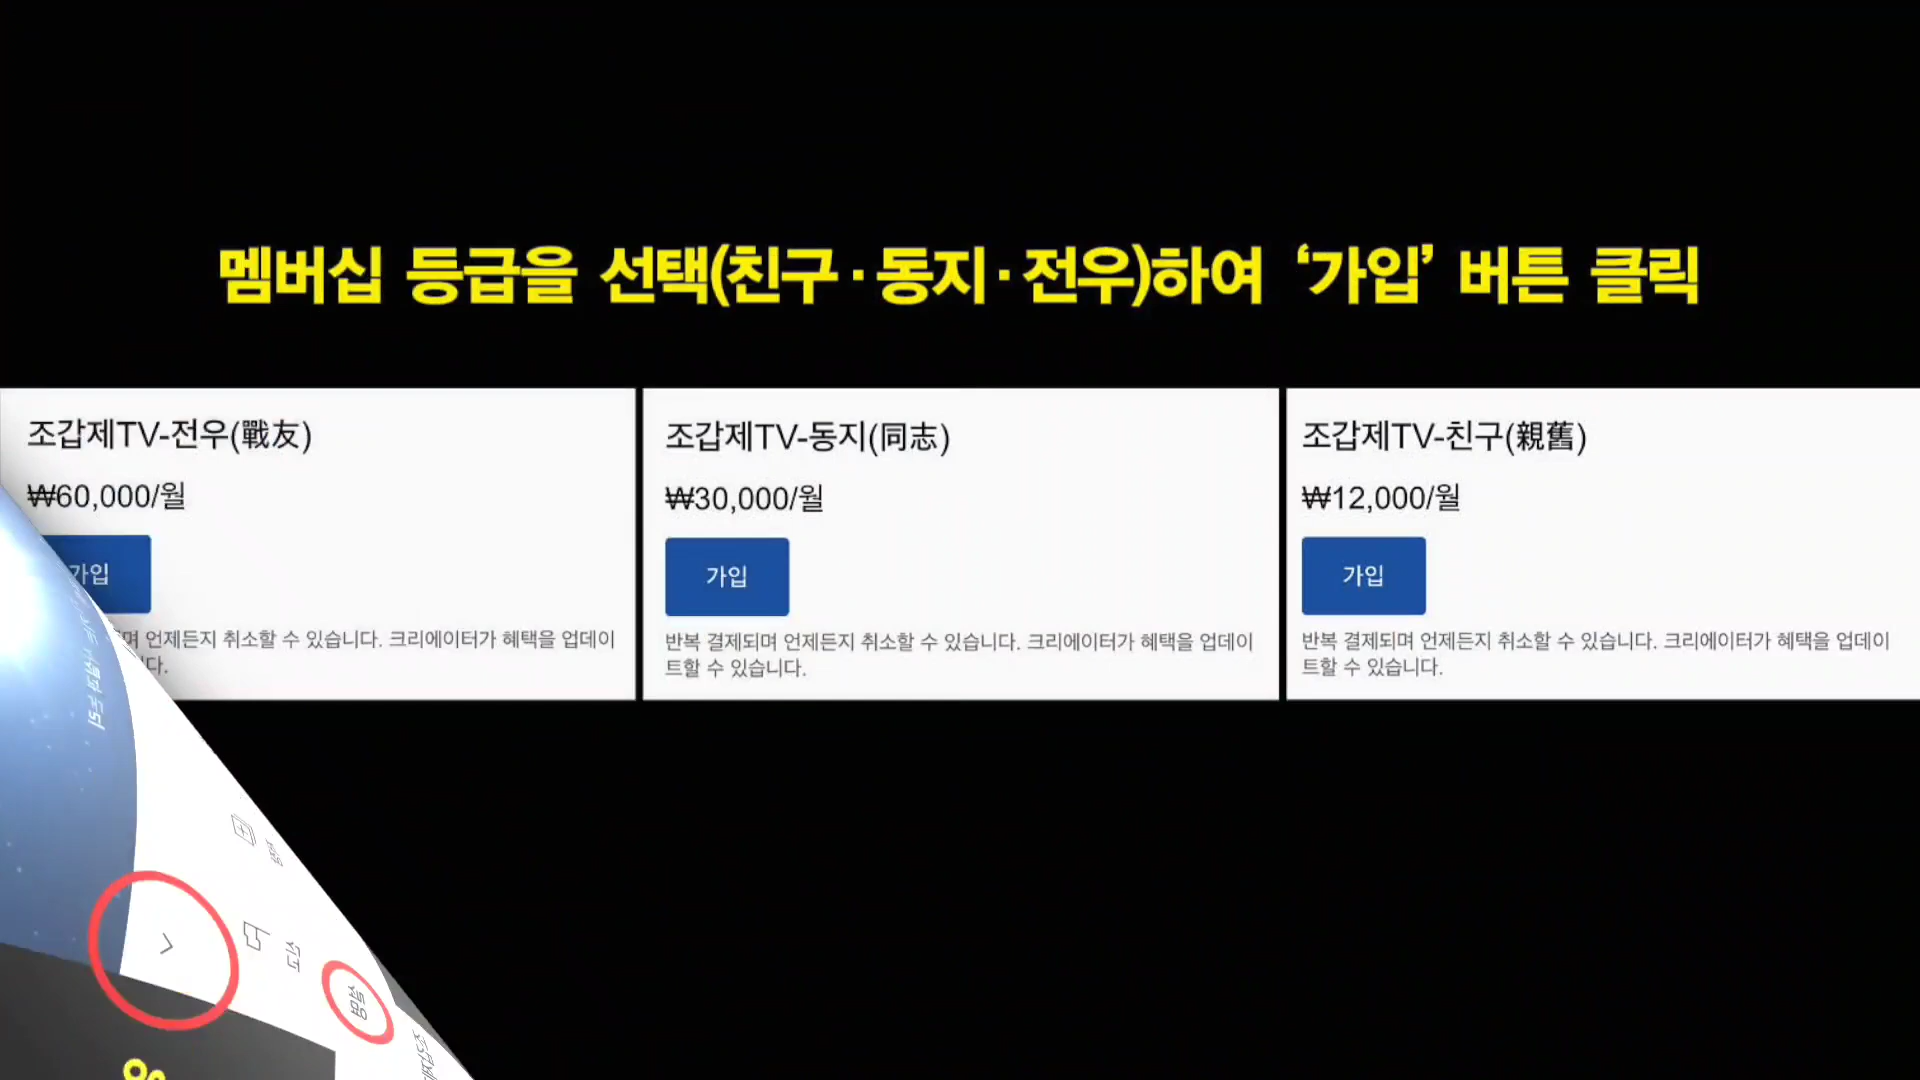 멤버십 등급을 선택(친구·동지·전우)하여 ‘가입’ 버튼 클릭
조갑제TV-전우(戰友)
₩60,000/월
가입
며 언제든지 취소할 수 있습니다. 크리에이터가 혜택을 업데이
다.
조갑제TV-동지(同志)
₩30,000/월
가입
반복 결제되며 언제든지 취소할 수 있습니다. 크리에이터가 혜택을 업데이
트할 수 있습니다.
조갑제TV-친구(親舊)
₩12,000/월
가입
반복 결제되며 언제든지 취소할 수 있습니다. 크리에이터가 혜택을 업데이
트할 수 있습니다.